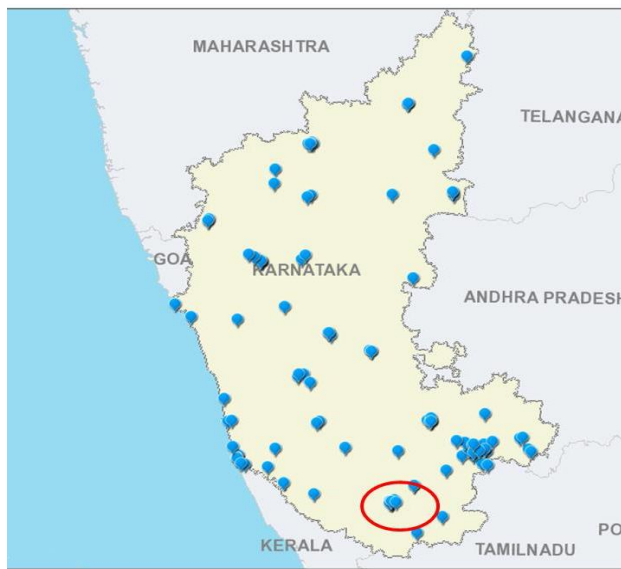 MAHARASHTRA
TELANGANA
GOA
KARNATAKA
ANDHRA PRADESH
KERALA
TAMILNADU
PO